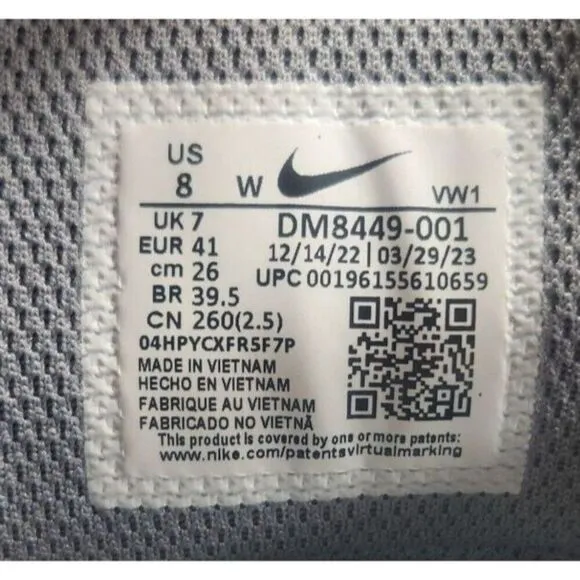 US
8 W VW1
UK 7 DM8449-001
EUR 41 12/14/22 | 03/29/23
cm 26 UPC 00196155610659
BR 39.5
CN 260(2.5)
04HPYCXFR5F7P
MADE IN VIETNAM
HECHO EN VIETNAM
FABRIQUE AU VIETNAM
FABRICADO NO VIETNÃ
This product is covered by one or more patents:
www.nike.com/patentsvirtualmarking